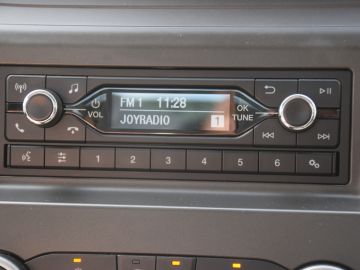 FM 1 11:28
JOYRADIO 1
VOL
OK
TUNE
1 2 3 4 5 6